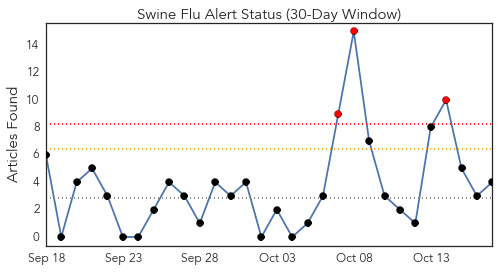 Swine Flu Alert Status (30-Day Window)
Articles Found
14
12
10
8
6
4
2
0
Sep 18 Sep 23 Sep 28 Oct 03 Oct 08 Oct 13